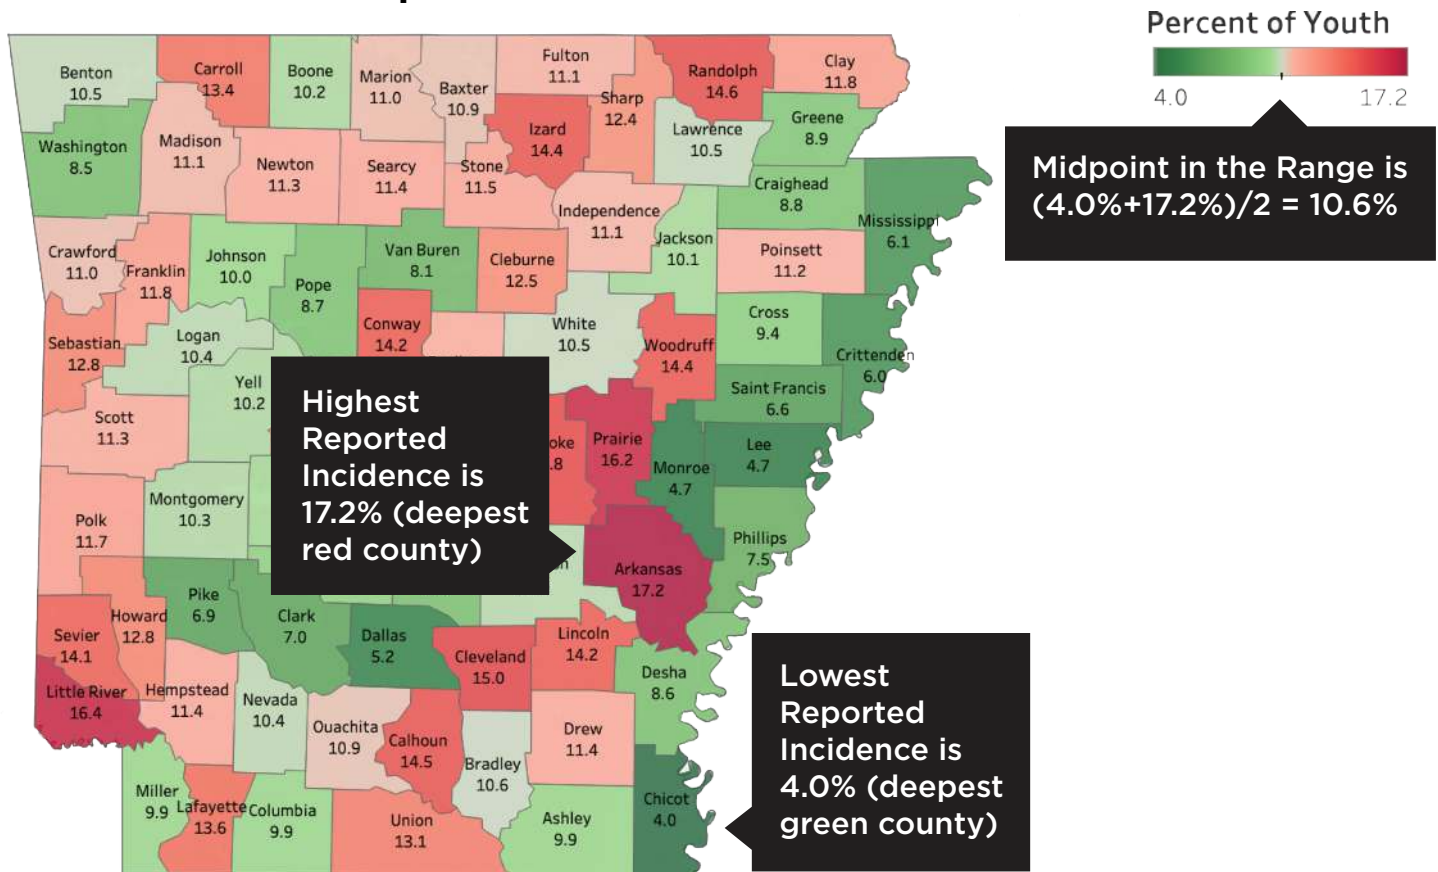 Percent of Youth
4.0
17.2
Midpoint in the Range is
(4.0%+17.2%)/2 = 10.6%
Benton
10.5
Carroll
13.4
Boone
10.2
Marion
11.0
Baxter
10.9
Fulton
11.1
Sharp
12.4
Randolph
14.6
Clay
11.8
Washington
8.5
Madison
11.1
Newton
11.3
Searcy
11.4
Stone
11.5
Izard
14.4
Lawrence
10.5
Greene
8.9
Independence
11.1
Craighead
8.8
Mississippi
6.1
Crawford
11.0
Franklin
11.8
Johnson
10.0
Pope
8.7
Van Buren
8.1
Cleburne
12.5
Jackson
10.1
Poinsett
11.2
Sebastian
12.8
Logan
10.4
Conway
14.2
White
10.5
Woodruff
14.4
Cross
9.4
Crittenden
6.0
Yell
10.2
Saint Francis
6.6
Scott
11.3
Highest
Reported
Incidence is
17.2% (deepest
red county)
oke
.8
Prairie
16.2
Monroe
4.7
Lee
4.7
Polk
11.7
Montgomery
10.3
Phillips
7.5
Arkansas
17.2
Howard
12.8
Pike
6.9
Clark
7.0
Dallas
5.2
Sevier
14.1
Cleveland
15.0
Lincoln
14.2
Little River
16.4
Hempstead
11.4
Nevada
10.4
Ouachita
10.9
Calhoun
14.5
Bradley
10.6
Drew
11.4
Desha
8.6
Miller
9.9
Lafayette
13.6
Columbia
9.9
Union
13.1
Ashley
9.9
Chicot
4.0
Lowest
Reported
Incidence is
4.0% (deepest
green county)